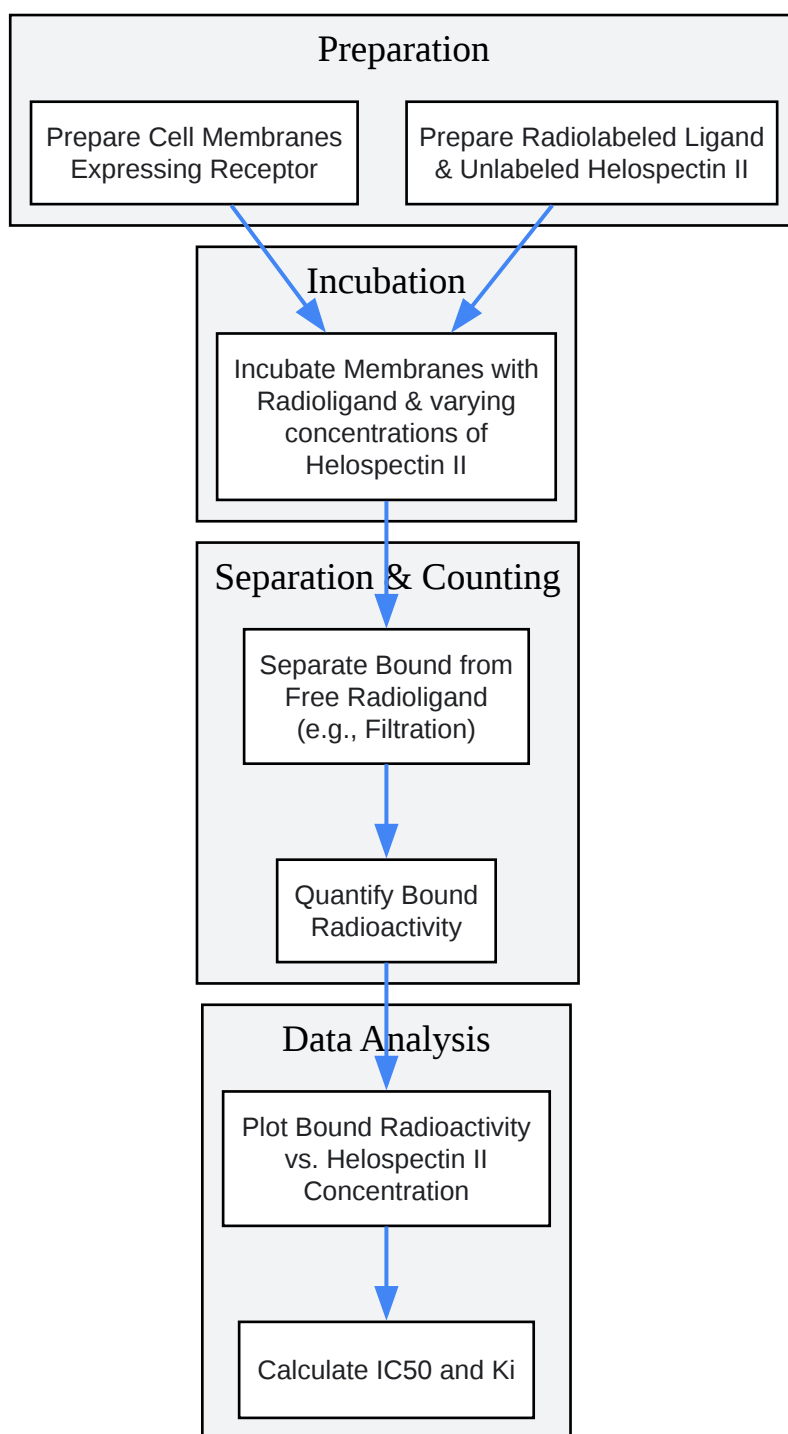 Preparation
Prepare Cell Membranes
Expressing Receptor
Prepare Radiolabeled Ligand
& Unlabeled Helospectin II
Incubation
Incubate Membranes with
Radioligand & varying
concentrations of
Helospectin II
Separation & Counting
Separate Bound from
Free Radioligand
(e.g., Filtration)
Quantify Bound
Radioactivity
Data Analysis
Plot Bound Radioactivity
vs. Helospectin II
Concentration
Calculate IC50 and Ki